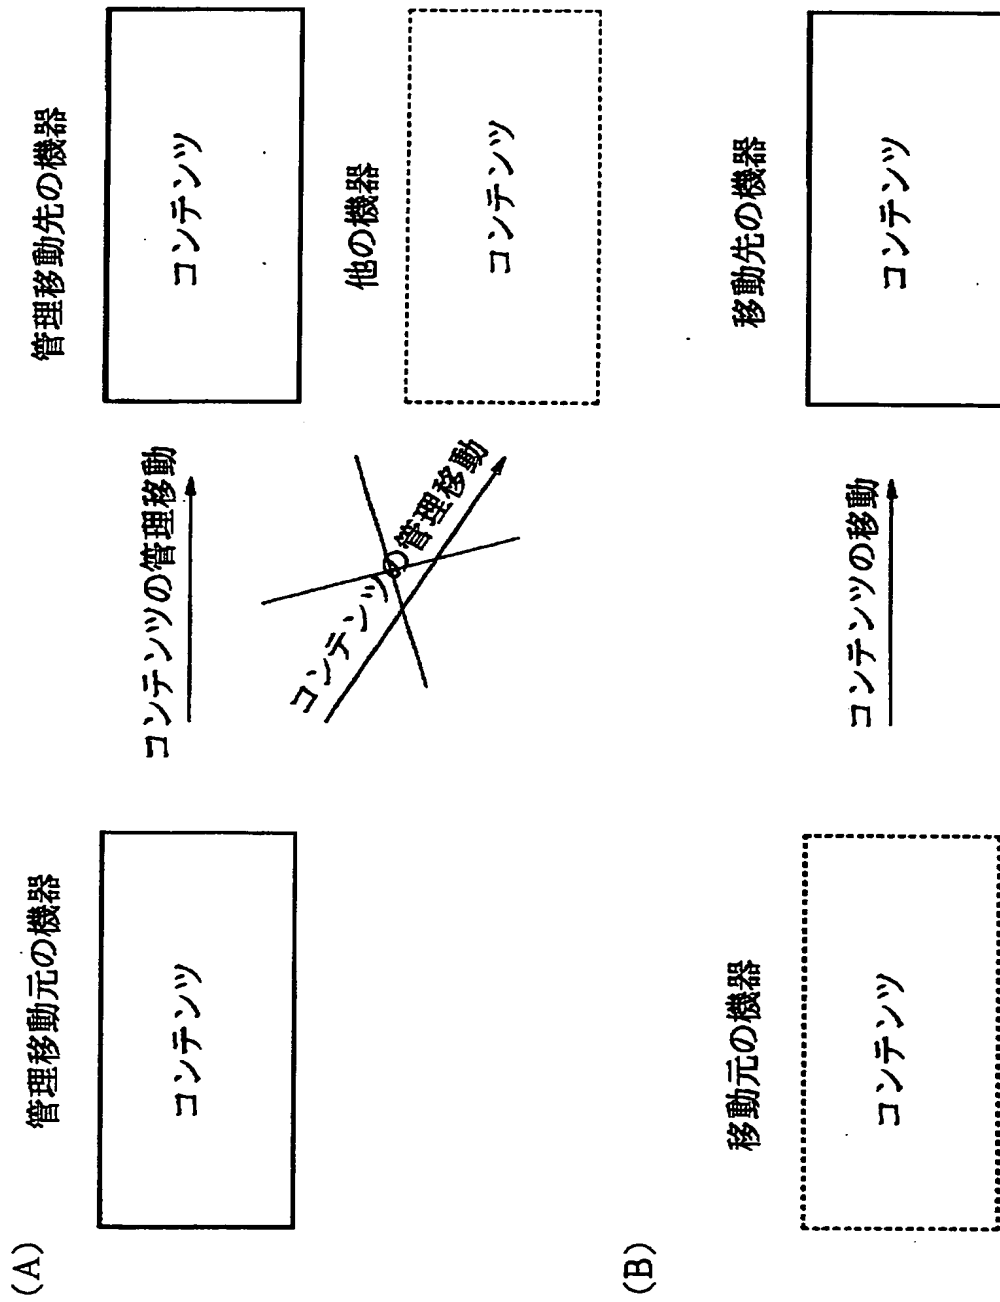 (A)
管理移動元の機器
コンテンツ
コンテンツの管理移動
管理移動先の機器
コンテンツ
コンテンツの管理移動
他の機器
コンテンツ
(B)
移動元の機器
コンテンツ
コンテンツの移動
移動先の機器
コンテンツ